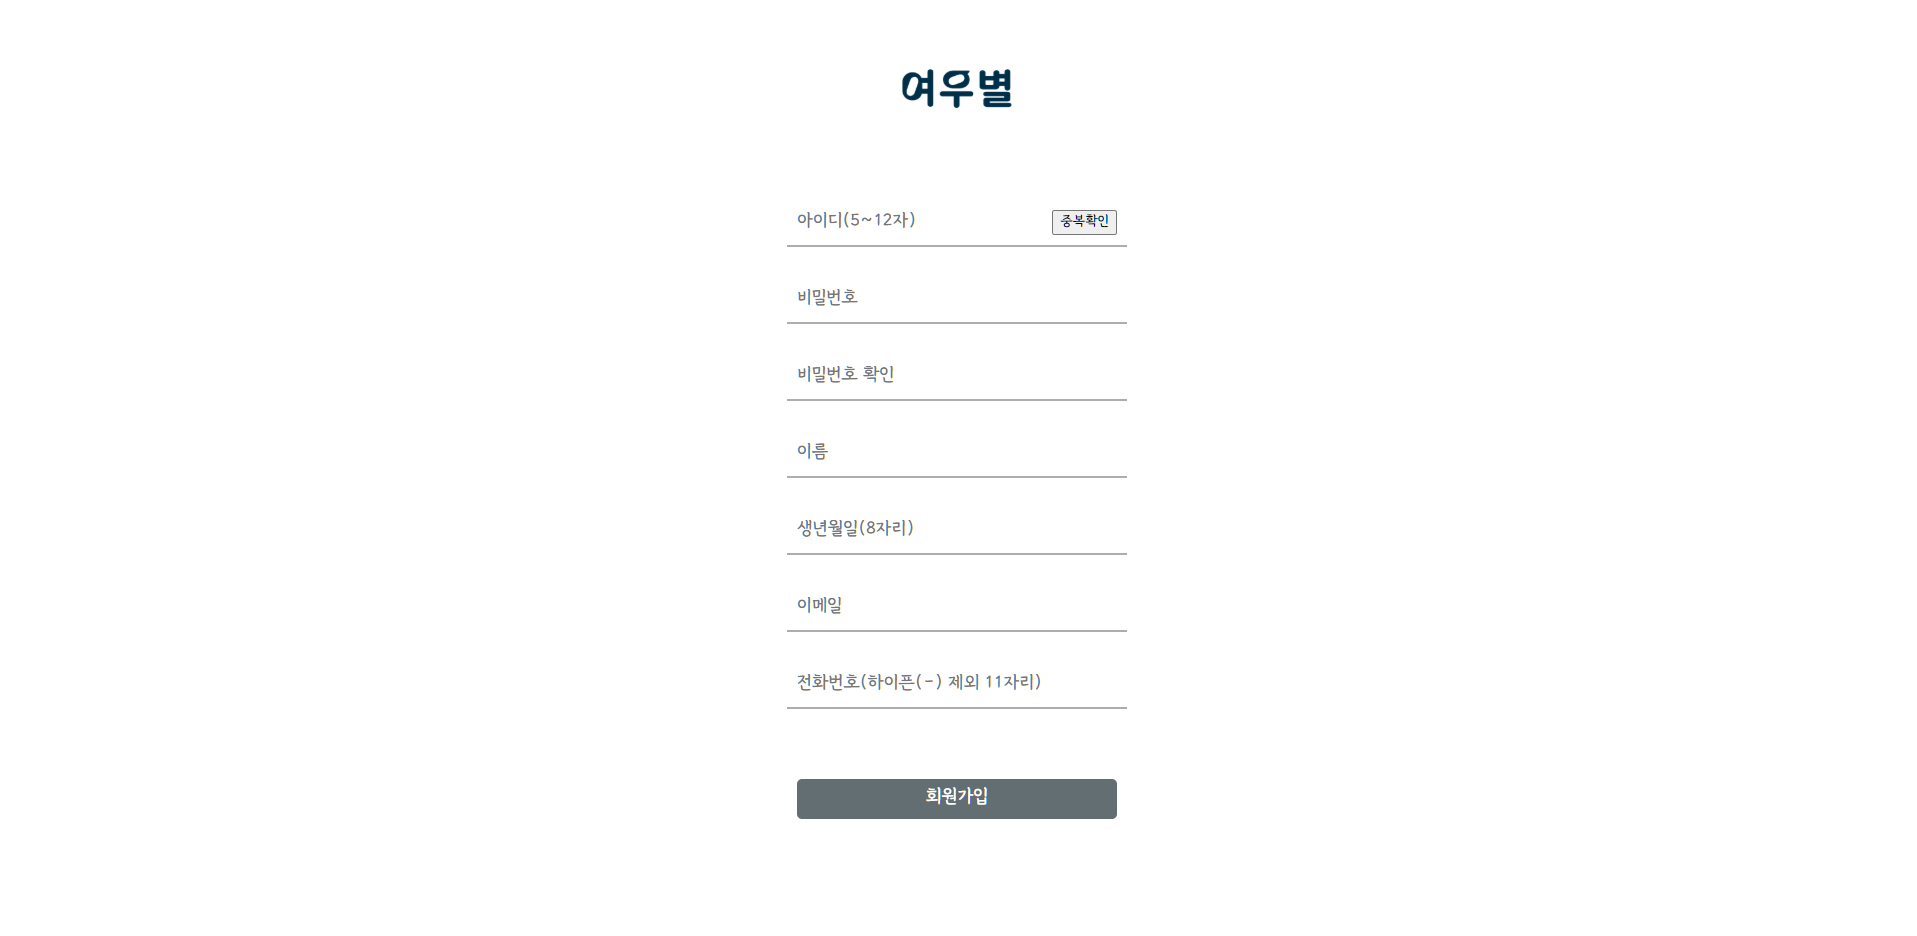 여우별
아이디(5~12자) 중복확인
비밀번호
비밀번호 확인
이름
생년월일(8자리)
이메일
전화번호(하이픈(-) 제외 11자리)
회원가입